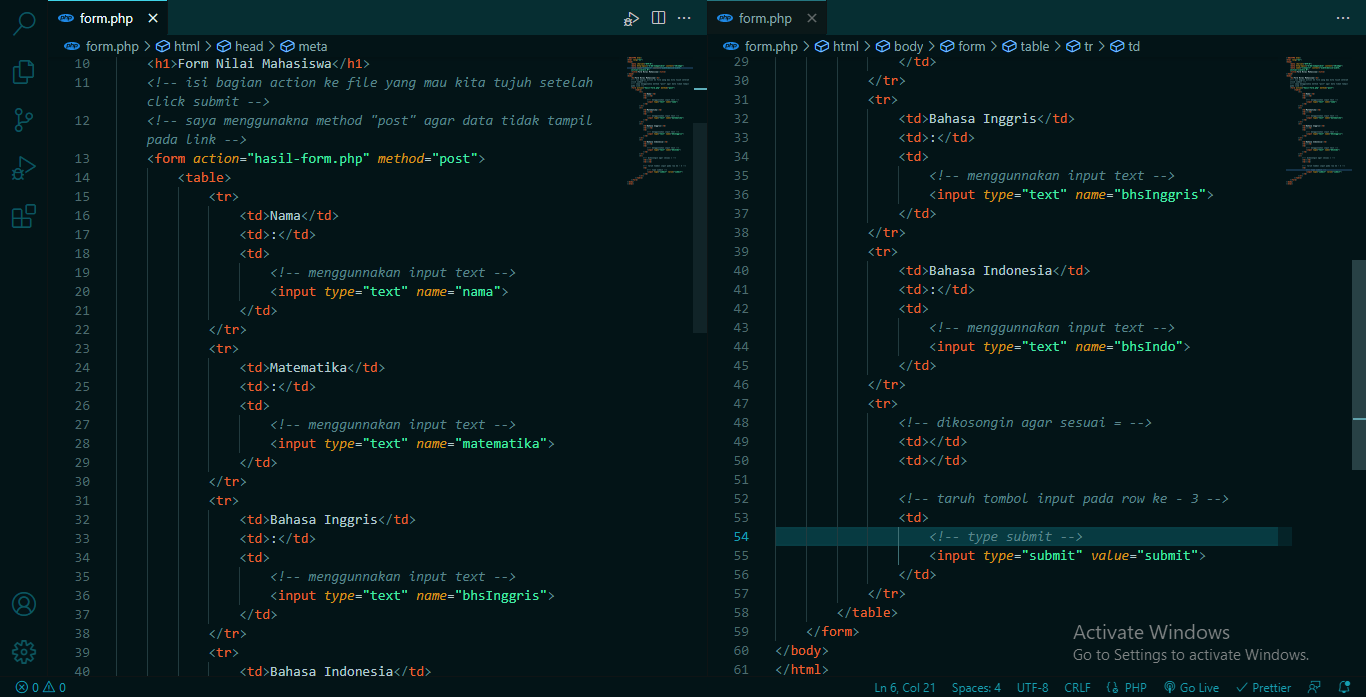 form.php
form.php > html > head > meta
10 <h1>Form Nilai Mahasiswa</h1>
11 <!-- isi bagian action ke file yang mau kita tujuh setelah
click submit -->
12 <!-- saya menggunakna method "post" agar data tidak tampil
pada link -->
13 <form action="hasil-form.php" method="post">
14 <table>
15 <tr>
16 <td>Nama</td>
17 <td>:</td>
18 <td>
19 <!-- menggunnakan input text -->
20 <input type="text" name="nama">
21 </td>
22 </tr>
23 <tr>
24 <td>Matematika</td>
25 <td>:</td>
26 <td>
27 <!-- menggunnakan input text -->
28 <input type="text" name="matematika">
29 </td>
30 </tr>
31 <tr>
32 <td>Bahasa Inggris</td>
33 <td>:</td>
34 <td>
35 <!-- menggunnakan input text -->
36 <input type="text" name="bhsInggris">
37 </td>
38 </tr>
39 <tr>
40 <td>Bahasa Indonesia</td>
form.php
form.php > html > body > form > table > tr > td
29 </td>
30 </tr>
31 <tr>
32 <td>Bahasa Inggris</td>
33 <td>:</td>
34 <td>
35 <!-- menggunnakan input text -->
36 <input type="text" name="bhsInggris">
37 </td>
38 </tr>
39 <tr>
40 <td>Bahasa Indonesia</td>
41 <td>:</td>
42 <td>
43 <!-- menggunnakan input text -->
44 <input type="text" name="bhsIndo">
45 </td>
46 </tr>
47 <tr>
48 <!-- dikosongin agar sesuai = -->
49 <td></td>
50 <td></td>
51
52 <!-- taruh tombol input pada row ke - 3 -->
53 <td>
54 <!-- type submit -->
55 <input type="submit" value="submit">
56 </td>
57 </tr>
58 </table>
59 </form>
60 </body>
61 </html>
Activate Windows
Go to Settings to activate Windows.
0 0 Ln 6, Col 21 Spaces: 4 UTF-8 CRLF PHP Go Live Prettier